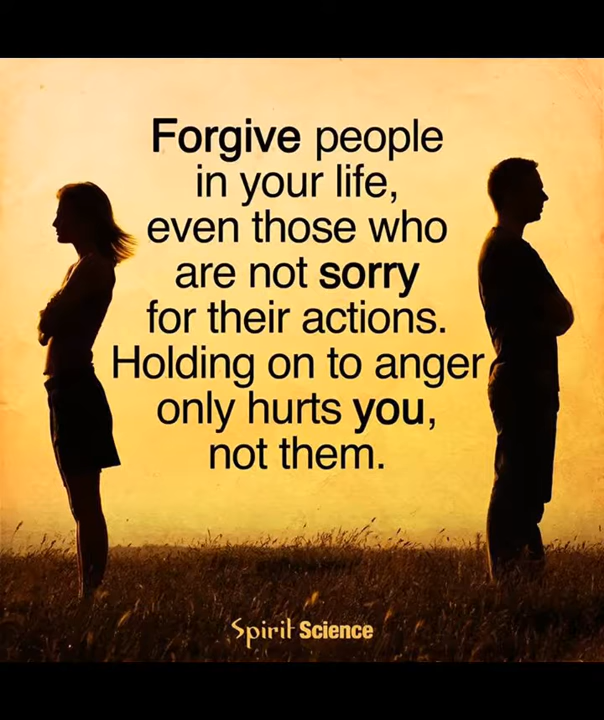 Forgive people
in your life,
even those who
are not sorry
for their actions.
Holding on to anger
only hurts you,
not them.
Spirit Science